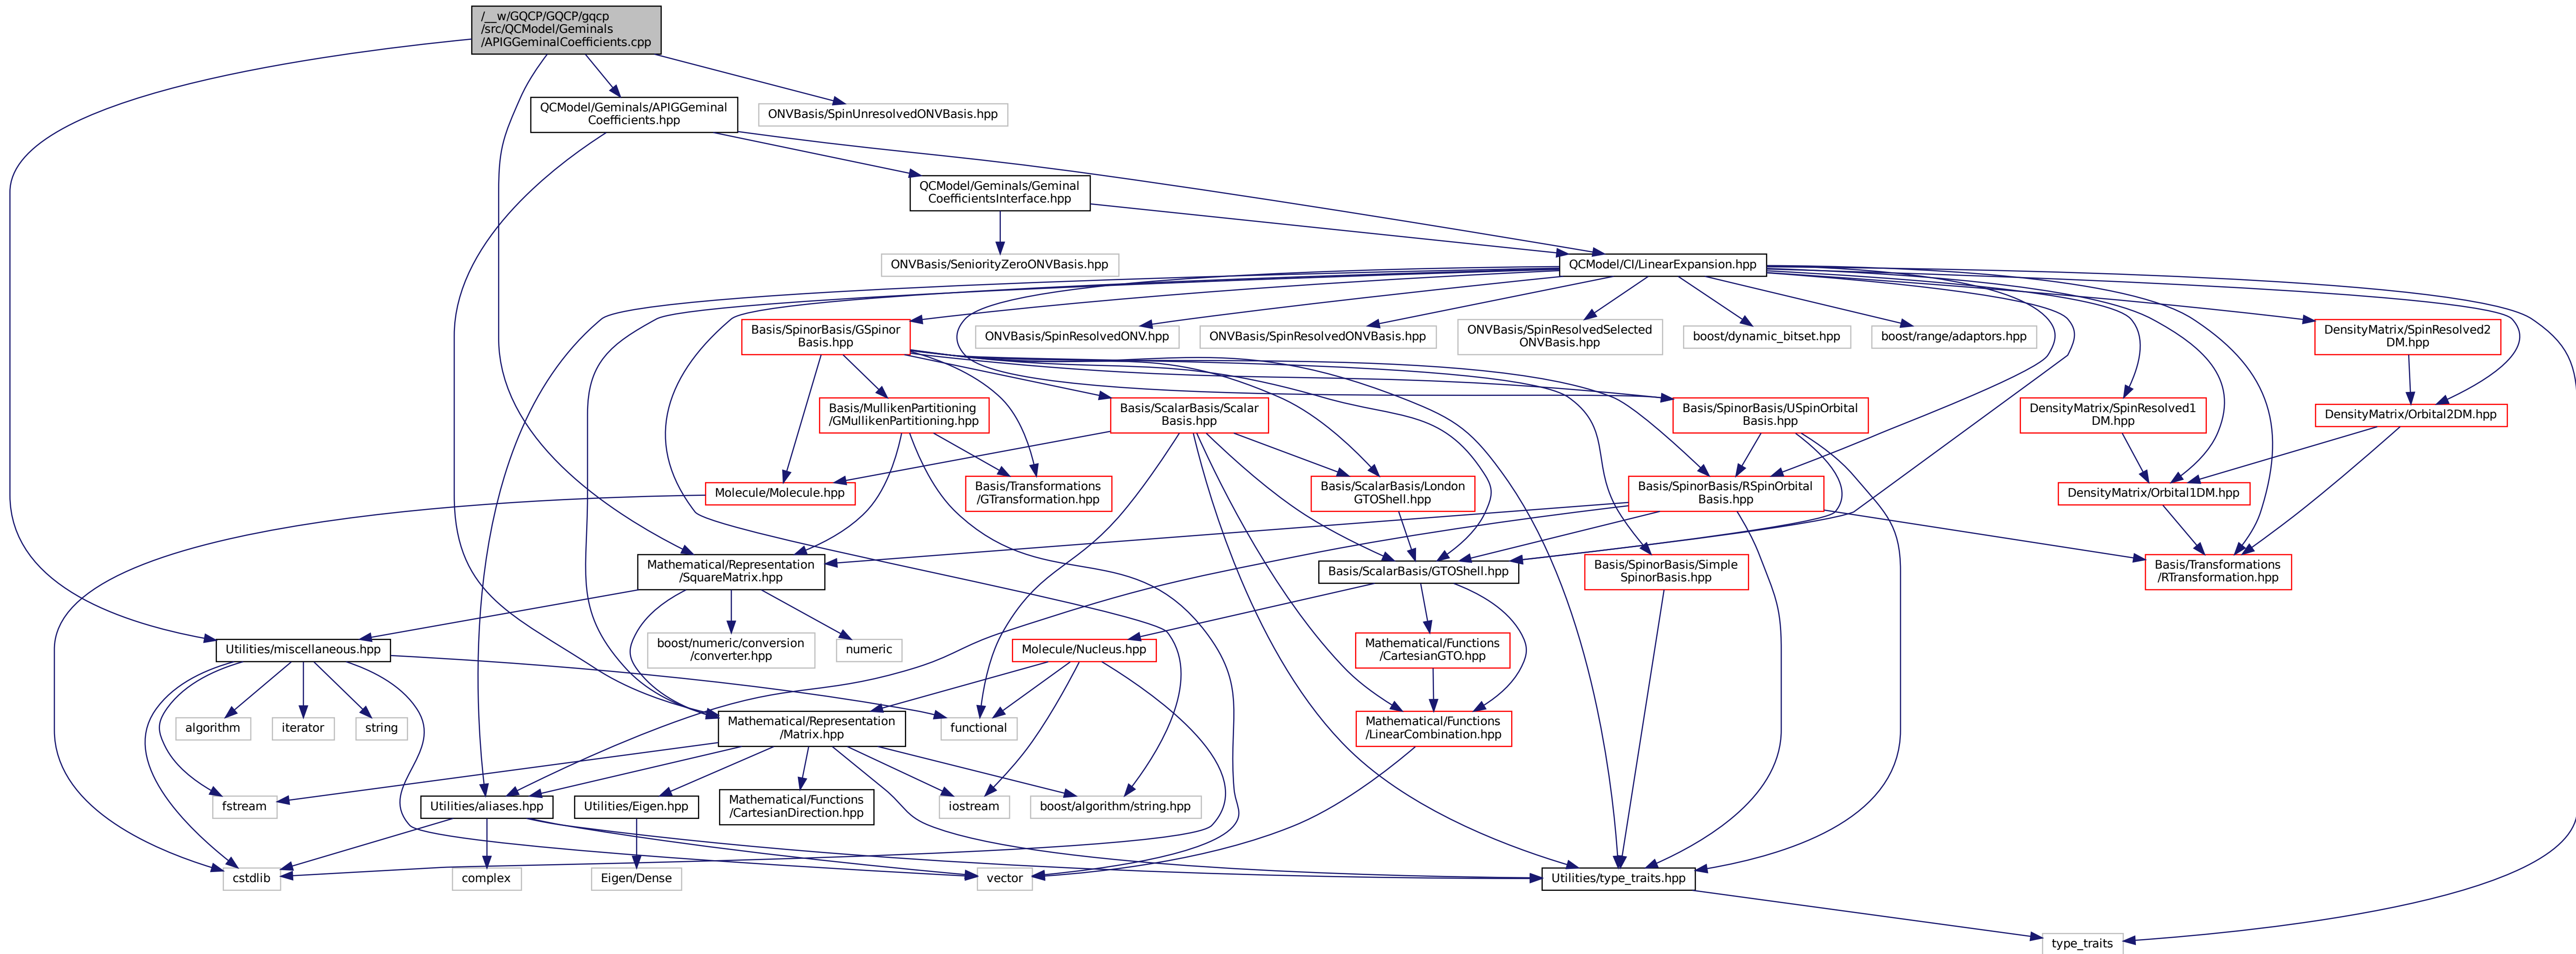 /__w/GQCP/GQCP/gqcp
/src/QCModel/Geminals
/APIGGeminalCoefficients.cpp
QCModel/Geminals/APIGGeminal
Coefficients.hpp
ONVBasis/SpinUnresolvedONVBasis.hpp
QCModel/Geminals/Geminal
CoefficientsInterface.hpp
ONVBasis/SeniorityZeroONVBasis.hpp
QCModel/CI/LinearExpansion.hpp
Basis/SpinorBasis/GSpinor
Basis.hpp
ONVBasis/SpinResolvedONV.hpp
ONVBasis/SpinResolvedONVBasis.hpp
ONVBasis/SpinResolvedSelected
ONVBasis.hpp
boost/dynamic_bitset.hpp
boost/range/adaptors.hpp
DensityMatrix/SpinResolved2
DM.hpp
Basis/MullikenPartitioning
/GMullikenPartitioning.hpp
Basis/ScalarBasis/Scalar
Basis.hpp
Basis/SpinorBasis/USpinOrbital
Basis.hpp
DensityMatrix/SpinResolved1
DM.hpp
DensityMatrix/Orbital2DM.hpp
Molecule/Molecule.hpp
Basis/Transformations
/GTransformation.hpp
Basis/ScalarBasis/London
GTOShell.hpp
Basis/SpinorBasis/RSpinOrbital
Basis.hpp
DensityMatrix/Orbital1DM.hpp
Mathematical/Representation
/SquareMatrix.hpp
Basis/ScalarBasis/GTOShell.hpp
Basis/SpinorBasis/Simple
SpinorBasis.hpp
Basis/Transformations
/RTransformation.hpp
Utilities/miscellaneous.hpp
boost/numeric/conversion
/converter.hpp
numeric
Molecule/Nucleus.hpp
Mathematical/Functions
/CartesianGTO.hpp
algorithm
iterator
string
Mathematical/Representation
/Matrix.hpp
functional
Mathematical/Functions
/LinearCombination.hpp
fstream
Utilities/aliases.hpp
Utilities/Eigen.hpp
Mathematical/Functions
/CartesianDirection.hpp
iostream
boost/algorithm/string.hpp
cstdlib
complex
Eigen/Dense
vector
Utilities/type_traits.hpp
type_traits